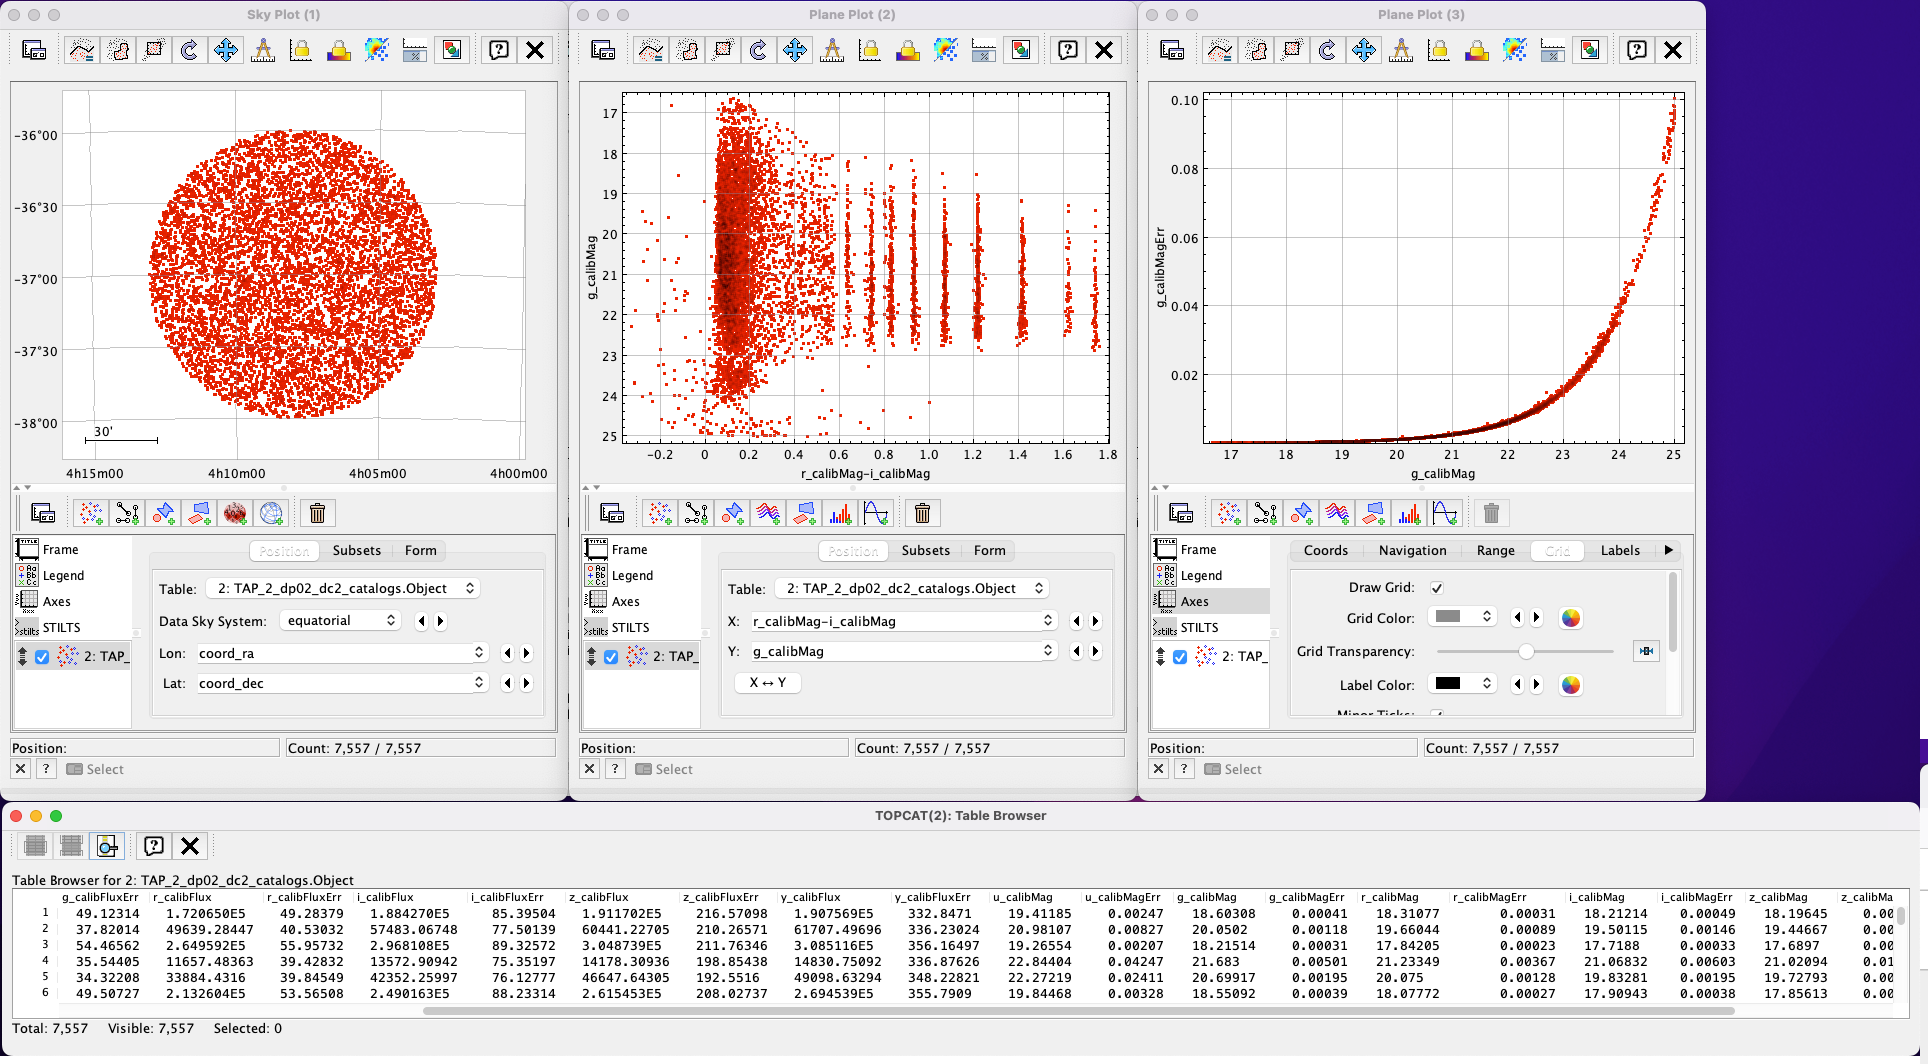 Sky Plot (1)
-36°00
-36°30
-37°00
-37°30
-38°00
30'
4h15m00 4h10m00 4h05m00 4h00m00
Frame
Legend
Axes
STILTS
2: TAP_
Position Subsets Form
Table: 2: TAP_2_dp02_dc2_catalogs.Object
Data Sky System: equatorial
Lon: coord_ra
Lat: coord_dec
Position: Count: 7,557 / 7,557
Select
Plane Plot (2)
g_calibMag
17
18
19
20
21
22
23
24
25
-0.2 0 0.2 0.4 0.6 0.8 1.0 1.2 1.4 1.6 1.8
r_calibMag-i_calibMag
Frame
Legend
Axes
STILTS
2: TAP_
Position Subsets Form
Table: 2: TAP_2_dp02_dc2_catalogs.Object
X: r_calibMag-i_calibMag
Y: g_calibMag
X ↔ Y
Position: Count: 7,557 / 7,557
Select
Plane Plot (3)
g_calibMagErr
0.10
0.08
0.06
0.04
0.02
17 18 19 20 21 22 23 24 25
g_calibMag
Frame
Legend
Axes
STILTS
2: TAP_
Coords Navigation Range Grid Labels
Draw Grid:
Grid Color:
Grid Transparency:
Label Color:
Minor Ticks:
Position: Count: 7,557 / 7,557
Select
TOPCAT(2): Table Browser
Table Browser for 2: TAP_2_dp02_dc2_catalogs.Object
g_calibFluxErr r_calibFlux r_calibFluxErr i_calibFlux i_calibFluxErr z_calibFlux z_calibFluxErr y_calibFlux y_calibFluxErr u_calibMag u_calibMagErr g_calibMag g_calibMagErr r_calibMag r_calibMagErr i_calibMag i_calibMagErr z_calibMag z_calibMa
1 49.12314 1.720650E5 49.28379 1.884270E5 85.39504 1.911702E5 216.57098 1.907569E5 332.8471 19.41185 0.00247 18.60308 0.00041 18.31077 0.00031 18.21214 0.00049 18.19645 0.00
2 37.82014 49639.28447 40.53032 57483.06748 77.50139 60441.22705 210.26571 61707.49696 336.23024 20.98107 0.00827 20.0502 0.00118 19.66044 0.00089 19.50115 0.00146 19.44667 0.00
3 54.46562 2.649592E5 55.95732 2.968108E5 89.32572 3.048739E5 211.76346 3.085116E5 356.16497 19.26554 0.00207 18.21514 0.00031 17.84205 0.00023 17.7188 0.00033 17.6897 0.00
4 35.54405 11657.48363 39.42832 13572.90942 75.35197 14178.30936 198.85438 14830.75092 336.87626 22.84404 0.04247 21.683 0.00501 21.23349 0.00367 21.06832 0.00603 21.02094 0.01
5 34.32208 33884.4316 39.84549 42352.25997 76.12777 46647.64305 192.5516 49098.63294 348.22821 22.27219 0.02411 20.69917 0.00195 20.075 0.00128 19.83281 0.00195 19.72793 0.00
6 49.50727 2.132604E5 53.56508 2.490163E5 88.23314 2.615453E5 208.02737 2.694539E5 355.7909 19.84468 0.00328 18.55092 0.00039 18.07772 0.00027 17.90943 0.00038 17.85613 0.00
Total: 7,557 Visible: 7,557 Selected: 0